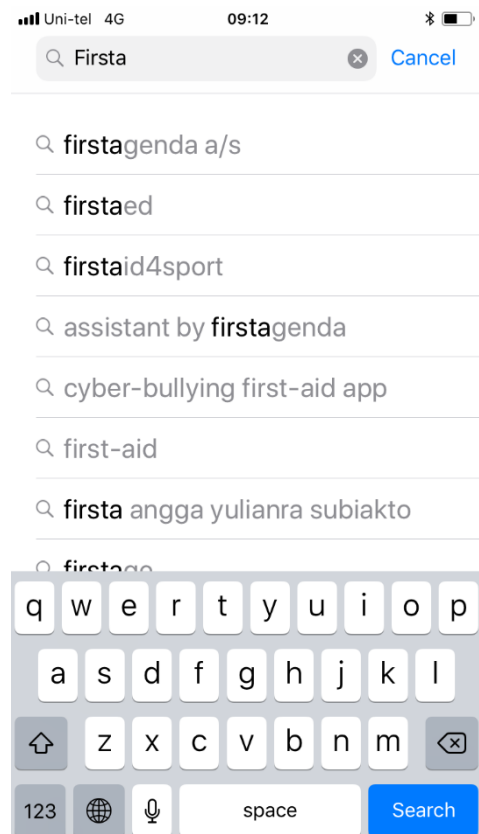 Uni-tel 4G 09:12
Firsta Cancel
firstagenda a/s
firstaed
firstaid4sport
assistant by firstagenda
cyber-bullying first-aid app
first-aid
firsta angga yulianra subiakto
q w e r t y u i o p
a s d f g h j k l
z x c v b n m
123 space Search